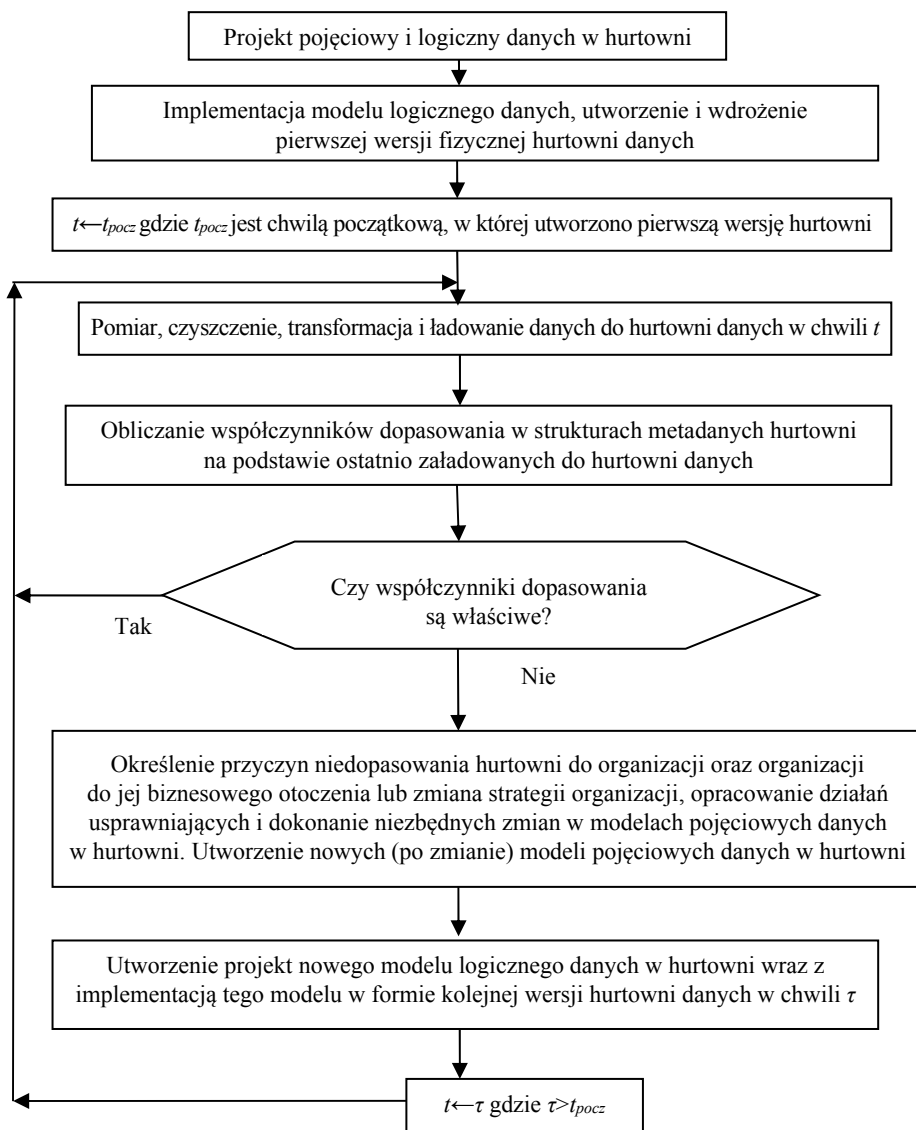 Projekt pojęciowy i logiczny danych w hurtowni
Implementacja modelu logicznego danych, utworzenie i wdrożenie
pierwszej wersji fizycznej hurtowni danych
t←tpocz gdzie tpocz jest chwilą początkową, w której utworzono pierwszą wersję hurtowni
Pomiar, czyszczenie, transformacja i ładowanie danych do hurtowni danych w chwili t
Obliczanie współczynników dopasowania w strukturach metadanych hurtowni
na podstawie ostatnio załadowanych do hurtowni danych
Czy współczynniki dopasowania
są właściwe?
Tak
Nie
Określenie przyczyn niedopasowania hurtowni do organizacji oraz organizacji
do jej biznesowego otoczenia lub zmiana strategii organizacji, opracowanie działań
usprawniających i dokonanie niezbędnych zmian w modelach pojęciowych danych
w hurtowni. Utworzenie nowych (po zmianie) modeli pojęciowych danych w hurtowni
Utworzenie projekt nowego modelu logicznego danych w hurtowni wraz z
implementacją tego modelu w formie kolejnej wersji hurtowni danych w chwili τ
t←τ gdzie τ>tpocz